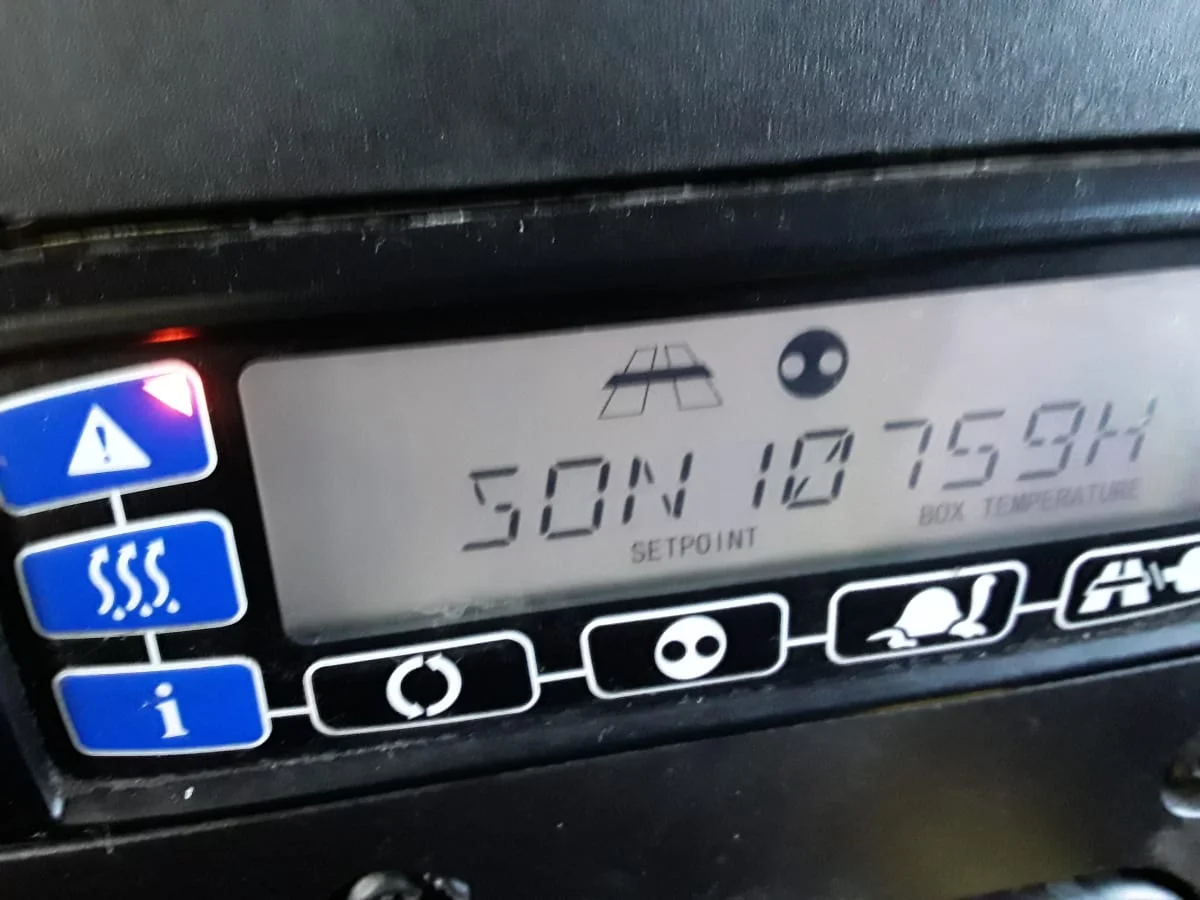 SON 10759H
SETPOINT BOX TEMPERATURE
!
i